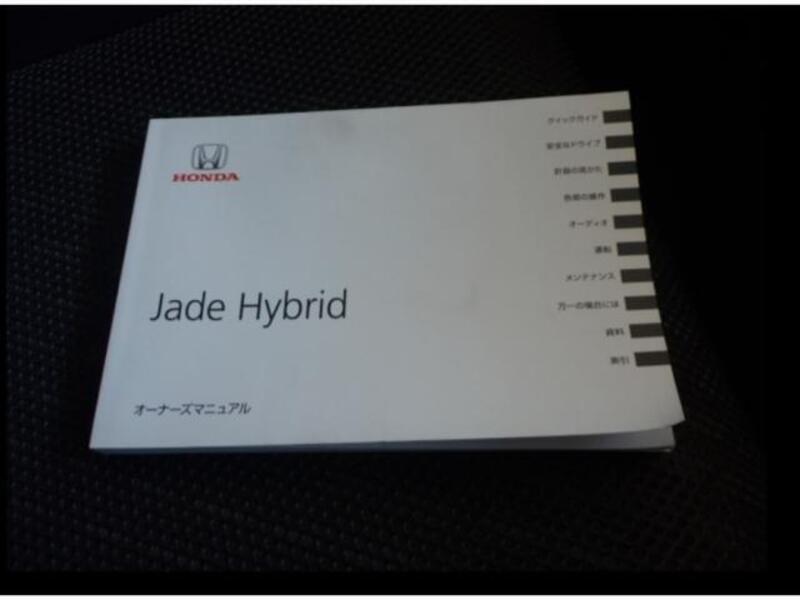 HONDA
Jade Hybrid
オーナーズマニュアル
クイックガイド
安全なドライブ
計器の見かた
各部の操作
オーディオ
運転
メンテナンス
万一の場合には
資料
索引